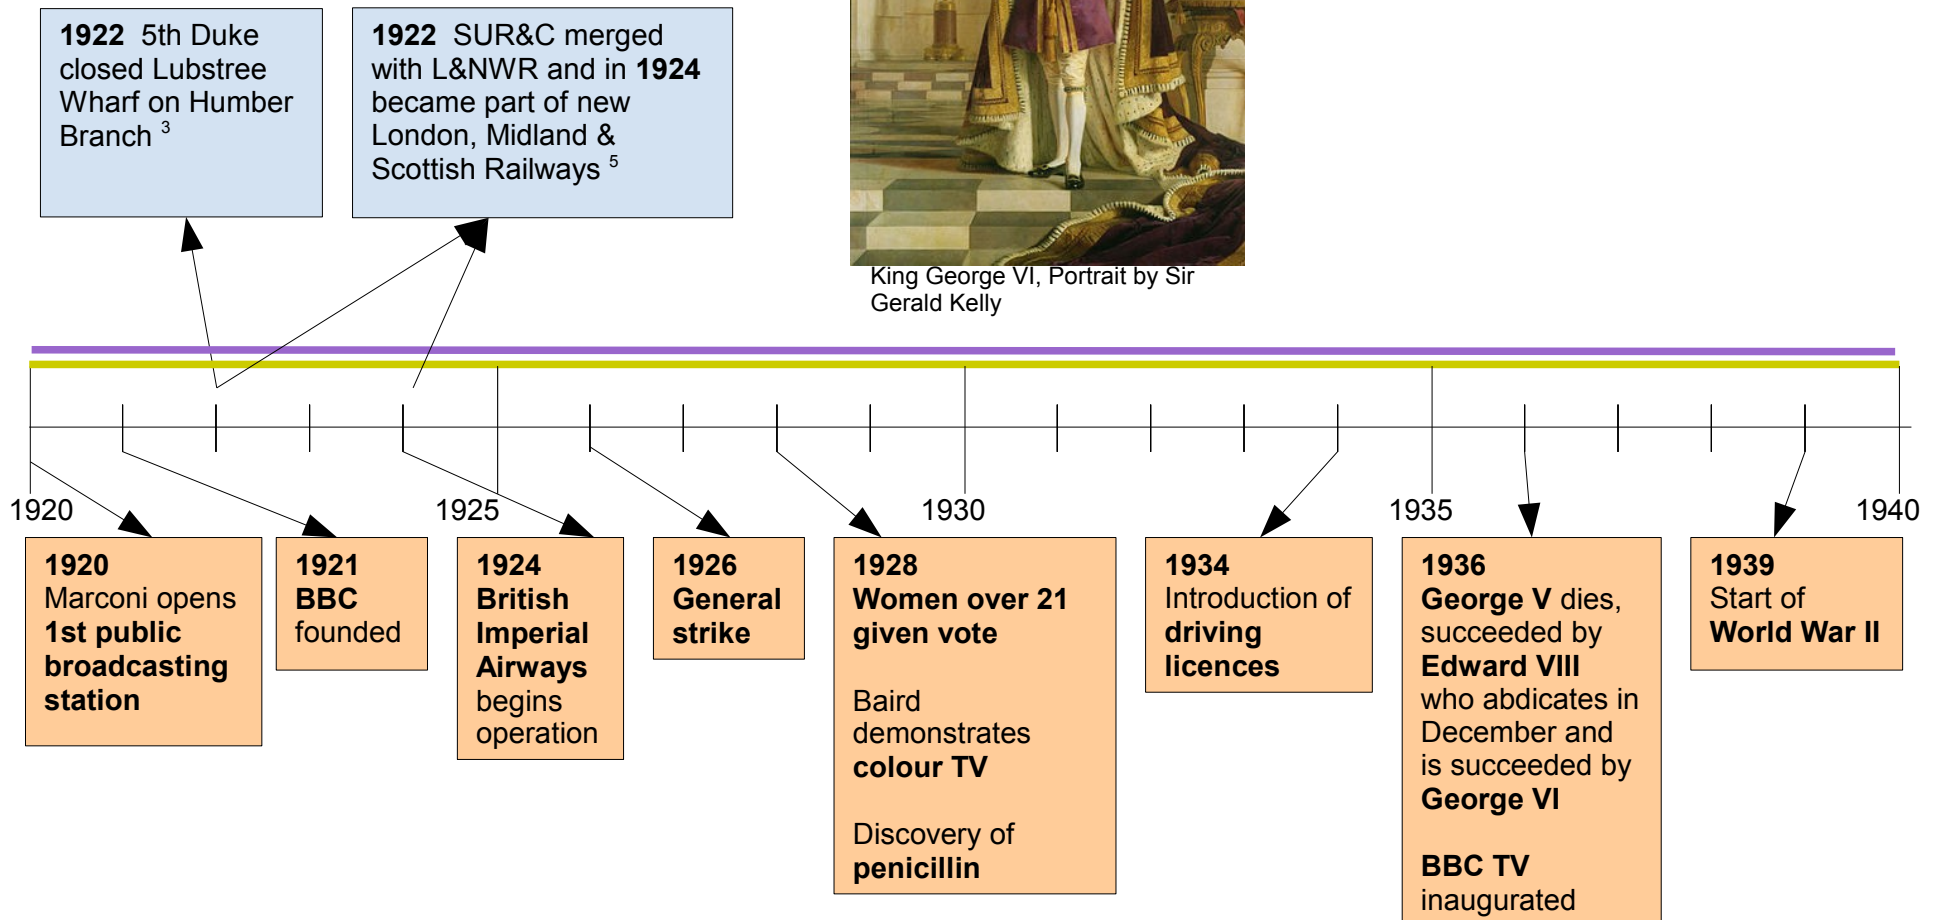 1922  5th Duke
closed Lubstree
Wharf on Humber
Branch 3
1922  SUR&C merged
with L&NWR and in 1924
became part of new
London, Midland &
Scottish Railways 5
King George VI, Portrait by Sir
Gerald Kelly
1920
1925
1930
1935
1940
1920
Marconi opens
1st public
broadcasting
station
1921
BBC
founded
1924
British
Imperial
Airways
begins
operation
1926
General
strike
1928
Women over 21
given vote
Baird
demonstrates
colour TV
Discovery of
penicillin
1934
Introduction of
driving
licences
1936
George V dies,
succeeded by
Edward VIII
who abdicates in
December and
is succeeded by
George VI
BBC TV
inaugurated
1939
Start of
World War II